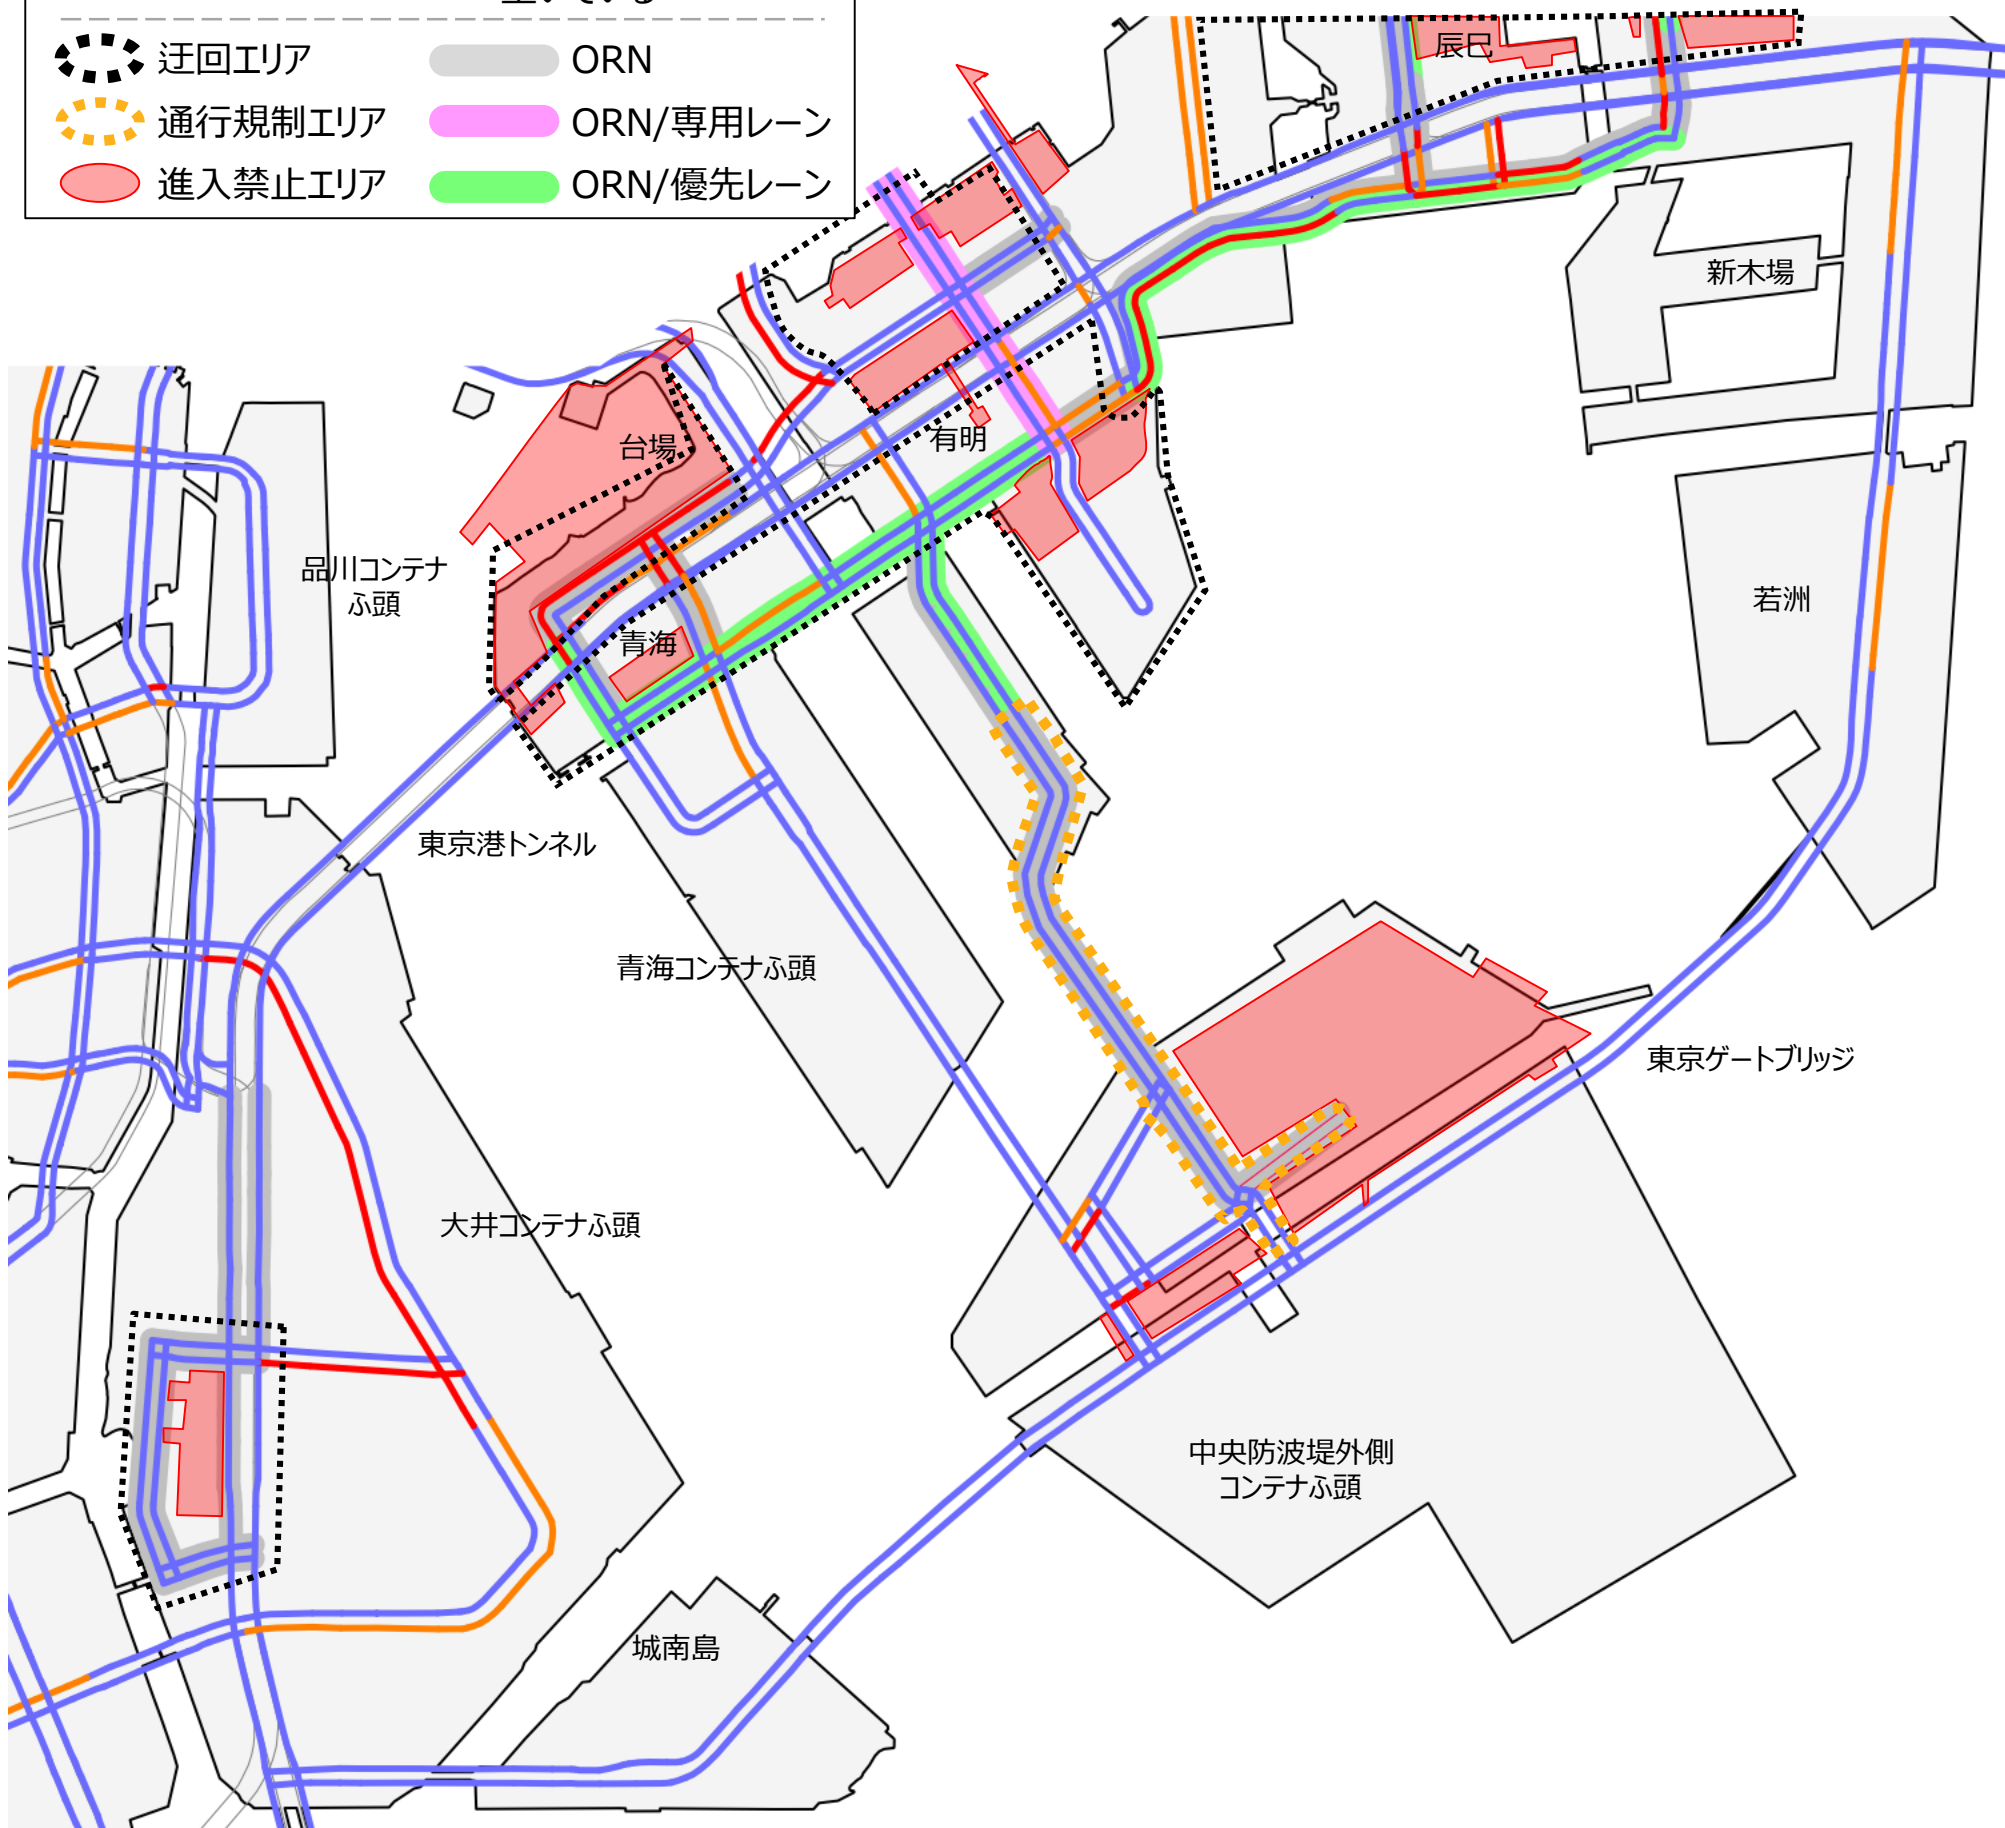 空いている
迂回エリア
ORN
通行規制エリア
ORN/専用レーン
進入禁止エリア
ORN/優先レーン
辰巳
新木場
有明
台場
品川コンテナ
ふ頭
若洲
青海
東京港トンネル
青海コンテナふ頭
東京ゲートブリッジ
大井コンテナふ頭
中央防波堤外側
コンテナふ頭
城南島